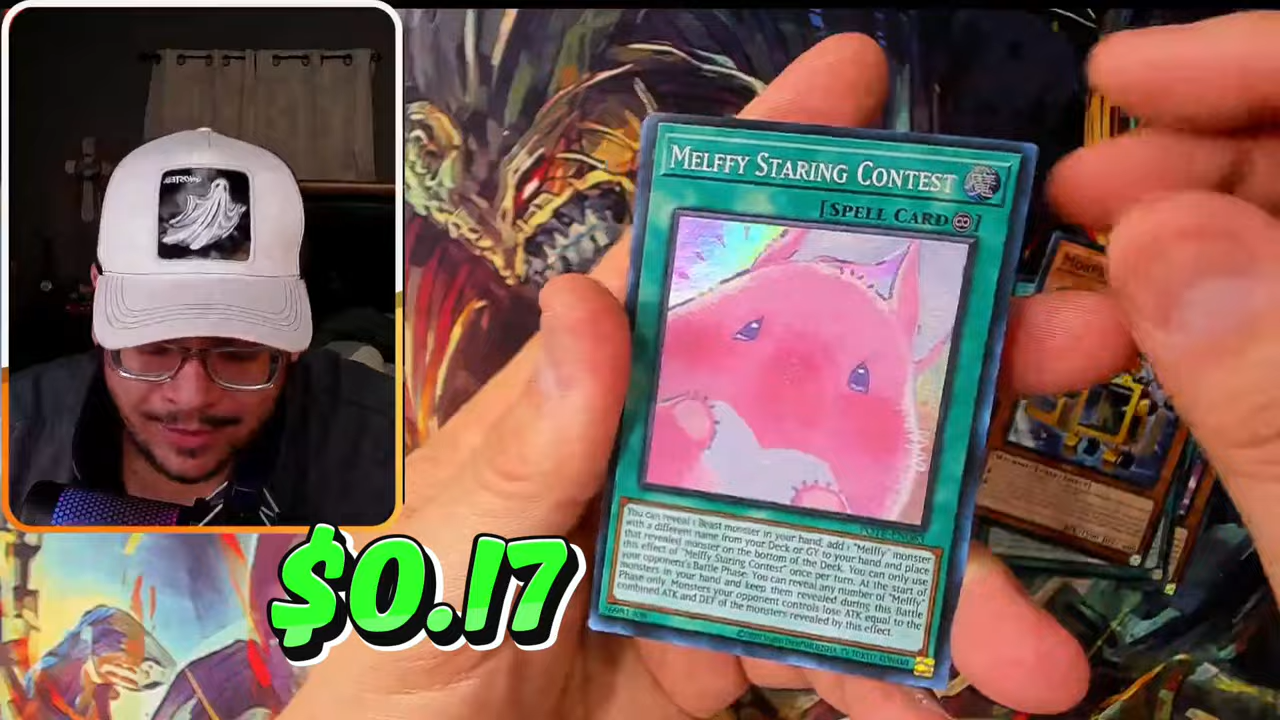 MELFFY STARING CONTEST
[SPELL CARD]
You can reveal 1 Beast monster in your hand, add 1 "Melffy" monster
with a different name from your Deck or GY to your hand and place
that revealed monster on the bottom of the Deck. You can only use
this effect of "Melffy Staring Contest" once per turn. At the start of
your opponent's Battle Phase: You can reveal any number of "Melffy"
monsters in your hand and keep them revealed during this Battle
Phase only. Monsters your opponent controls lose ATK equal to the
combined ATK and DEF of the monsters revealed by this effect.
$0.17